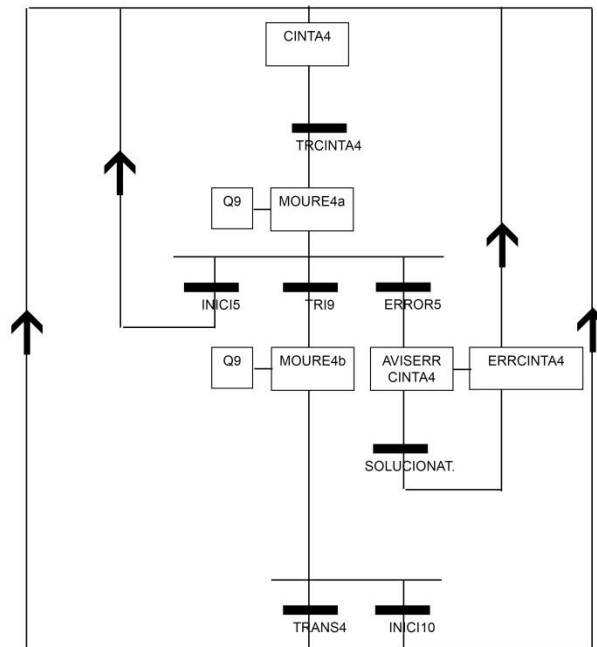 CINTA4
TRCINTA4
Q9
MOURE4a
INICI5
TRI9
ERROR5
Q9
MOURE4b
AVISERR
CINTA4
ERRCINTA4
SOLUCIONAT.
TRANS4
INICI10